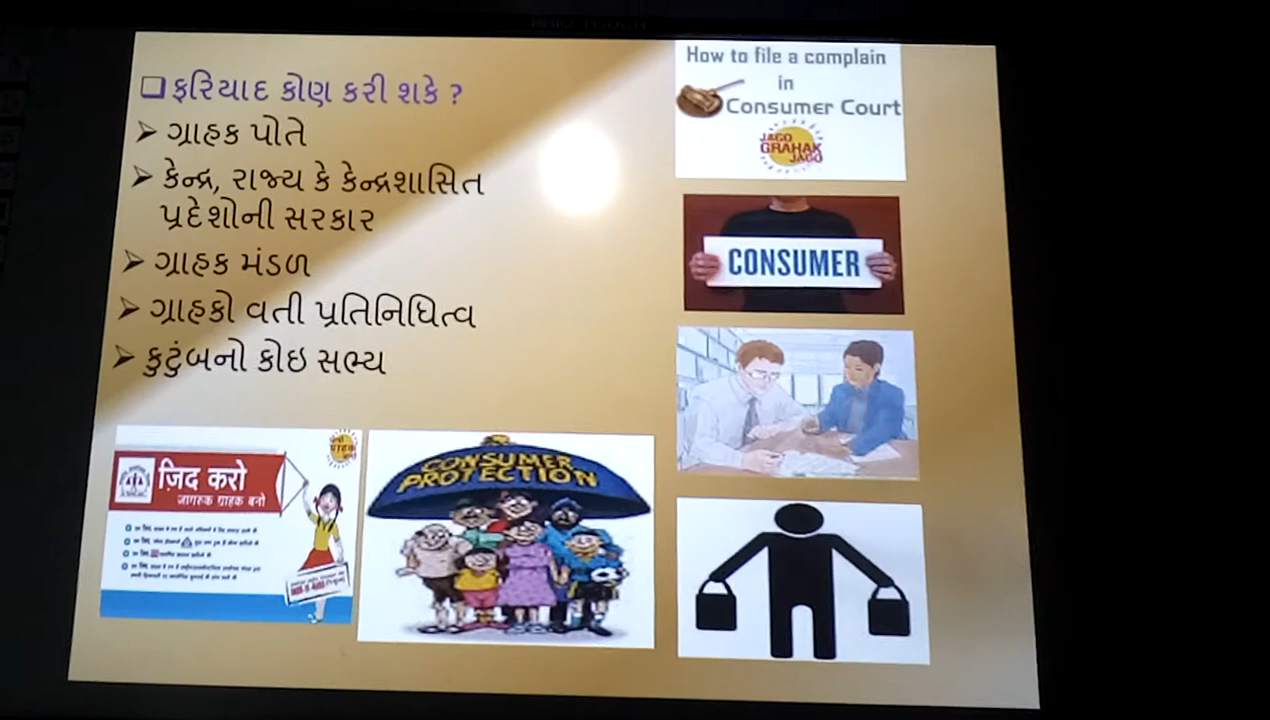 ❑ ફરિયાદ કોણ કરી શકે ?
➢ ગ્રાહક પોતે
➢ કેન્દ્ર, રાજ્ય કે કેન્દ્રશાસિત
પ્રદેશોની સરકાર
➢ ગ્રાહક મંડળ
➢ ગ્રાહકો વતી પ્રતિનિધિત્વ
➢ કુટુંબનો કોઇ સભ્ય
How to file a complain
in
Consumer Court
JAGO
GRAHAK
JAGO
CONSUMER
ज़िद करो
जागरुक ग्राहक बनो
CONSUMER
PROTECTION